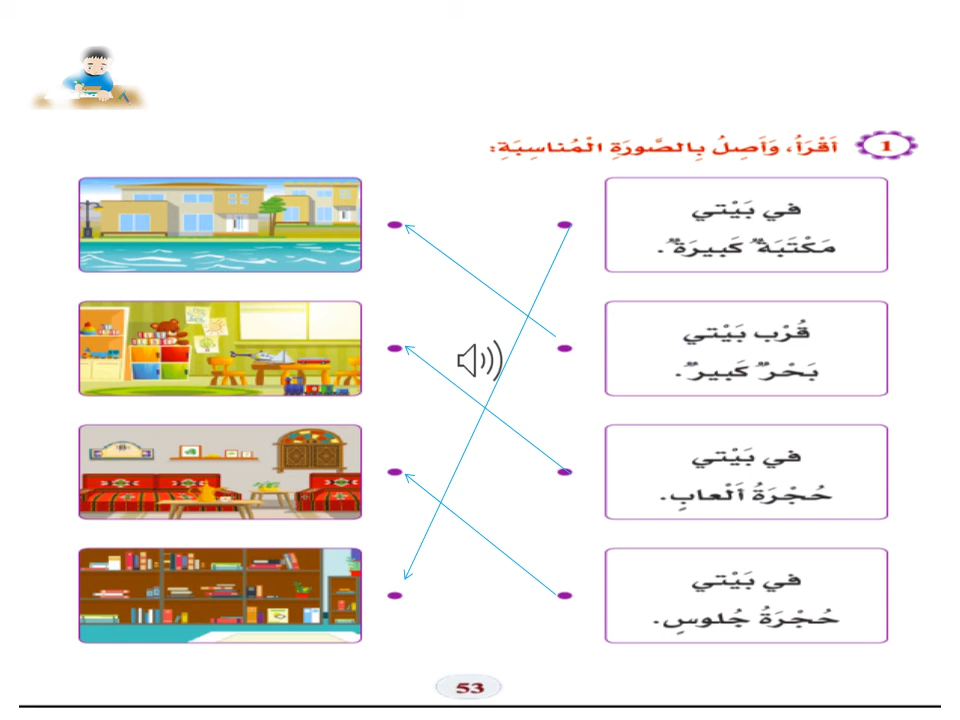 1 أَقْرَأُ، وَأَصِلُ بِالصُّورَةِ الْمُناسِبَةِ:
في بَيْتي
مَكْتَبَةٌ كَبيرَةٌ.
قُرْب بَيْتي
بَحْرٌ كَبيرٌ.
في بَيْتي
حُجْرَةُ أَلْعابِ.
في بَيْتي
حُجْرَةُ جُلوسِ.
53